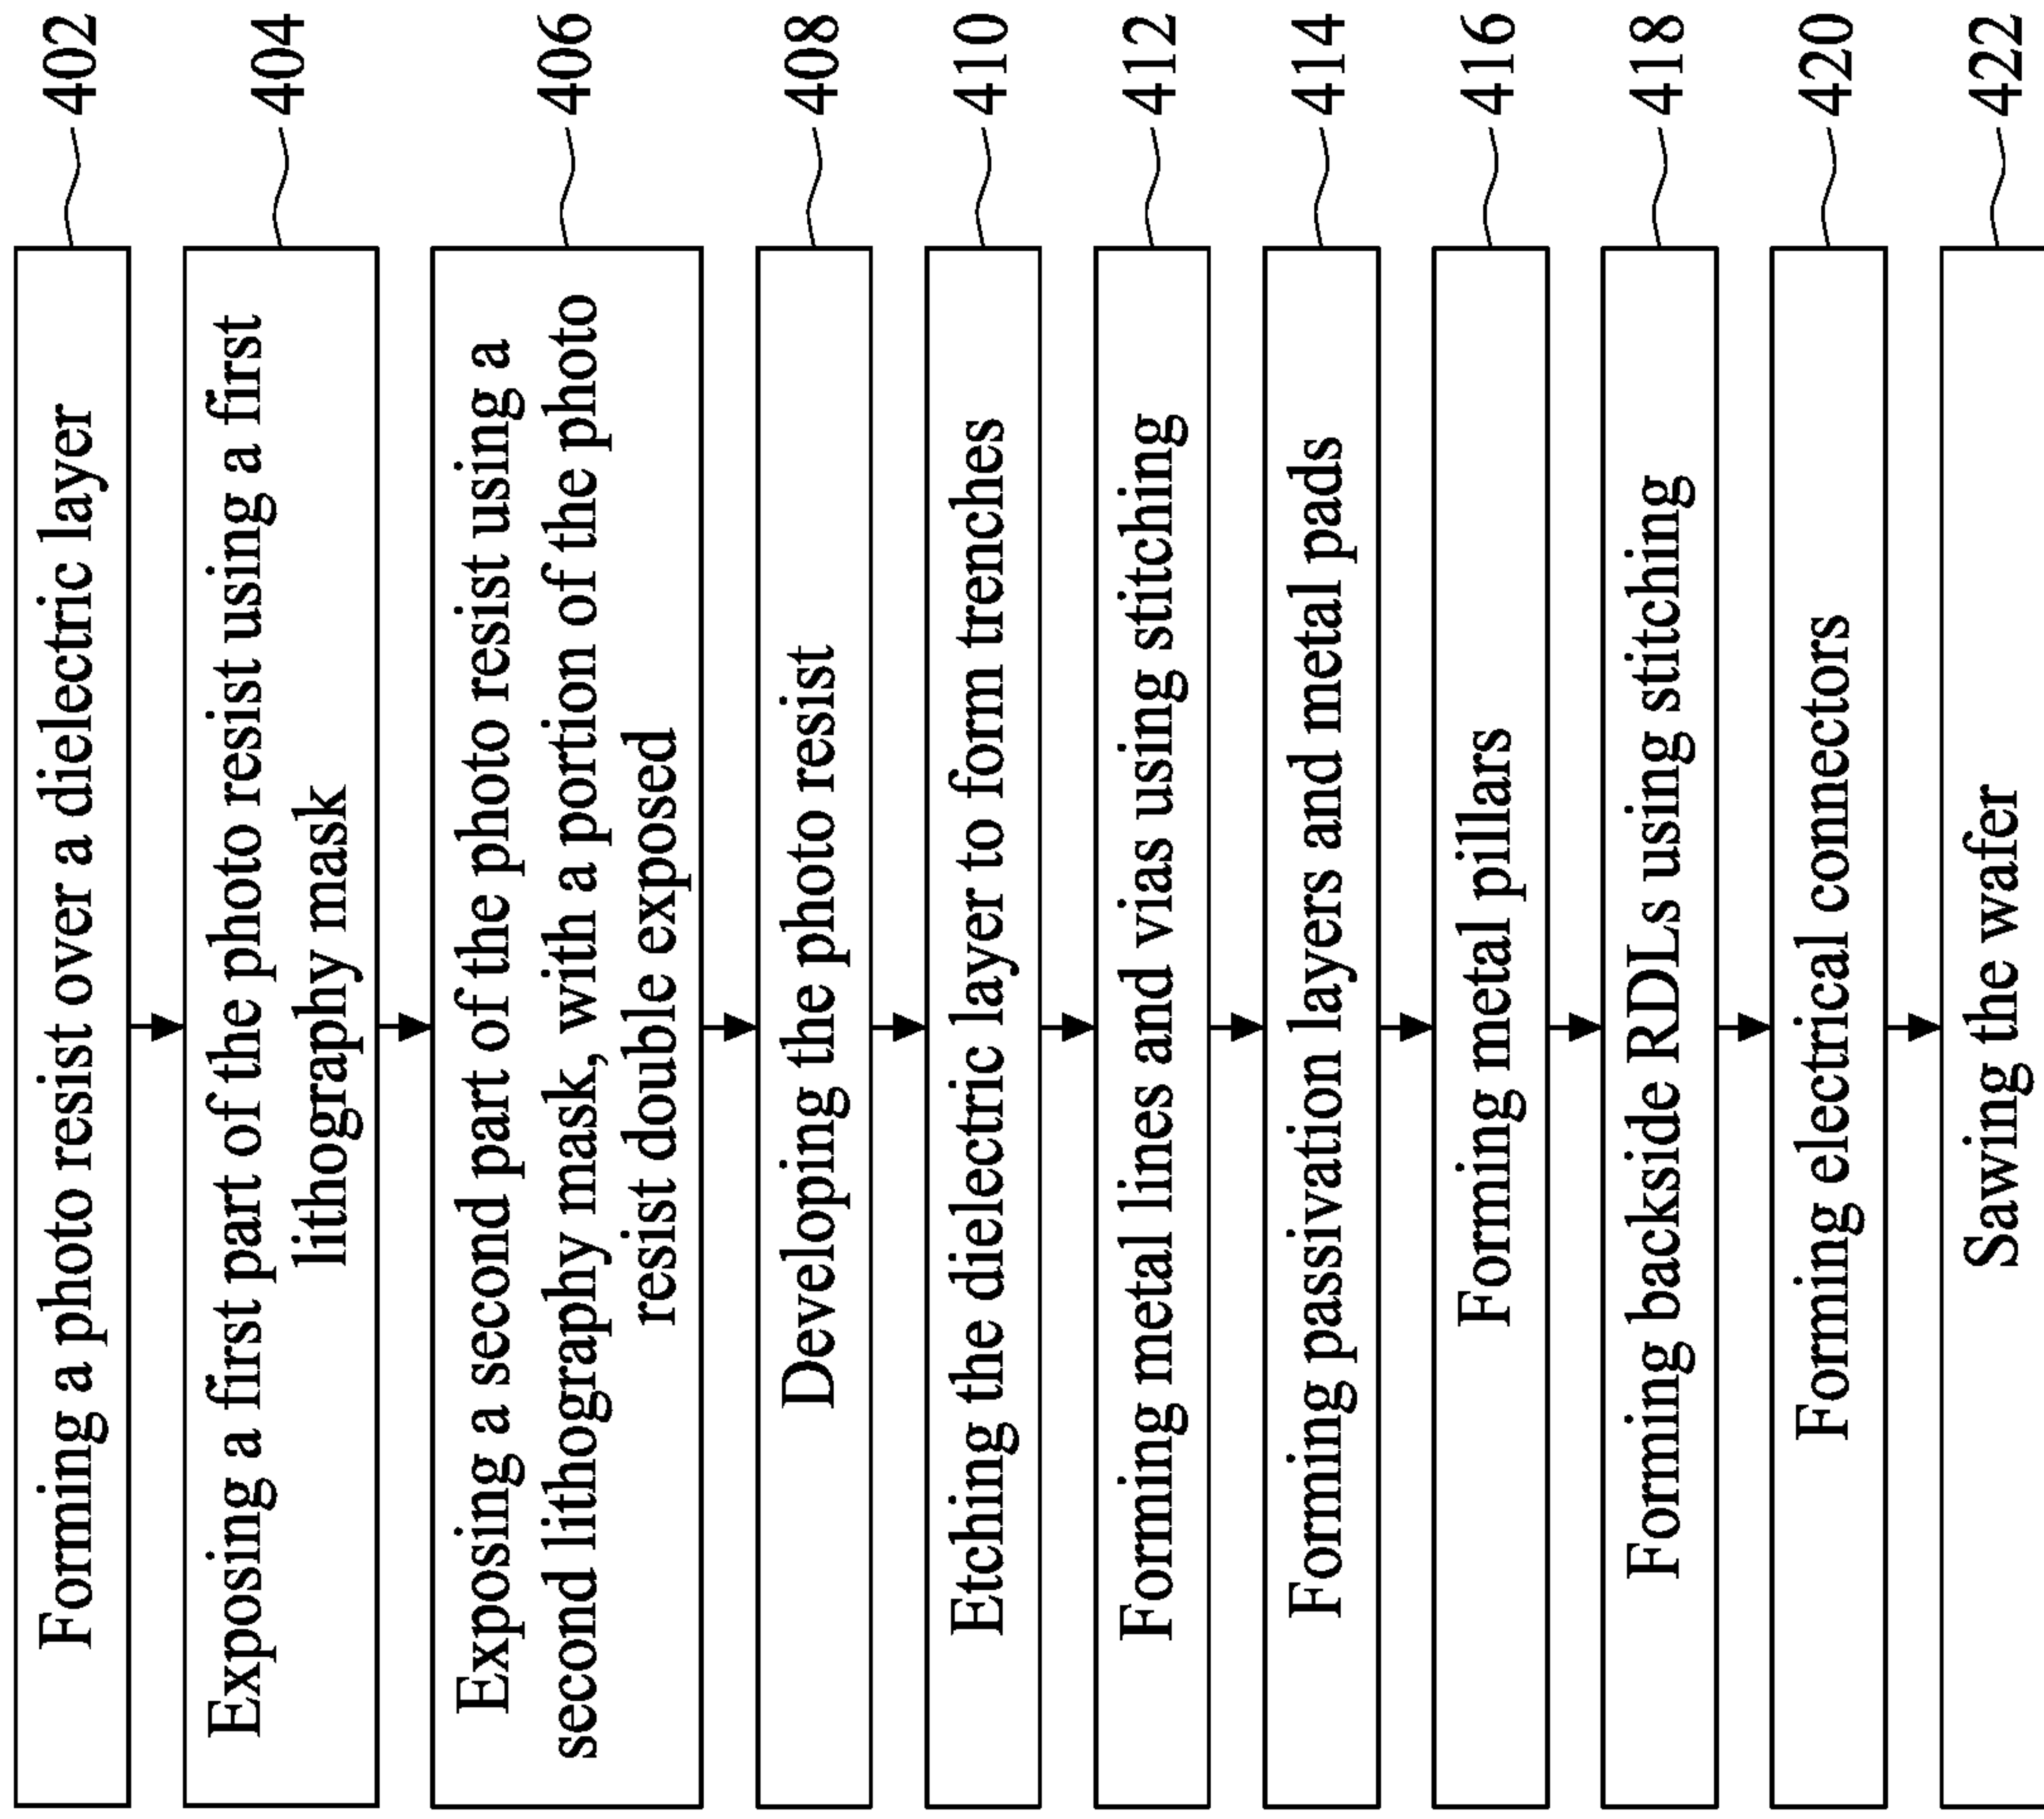 Forming a photo resist over a dielectric layer
402
Exposing a first part of the photo resist using a first
lithography mask
404
Exposing a second part of the photo resist using a
second lithography mask, with a portion of the photo
resist double exposed
406
Developing the photo resist
408
Etching the dielectric layer to form trenches
410
Forming metal lines and vias using stitching
412
Forming passivation layers and metal pads
414
Forming metal pillars
416
Forming backside RDLs using stitching
418
Forming electrical connectors
420
Sawing the wafer
422